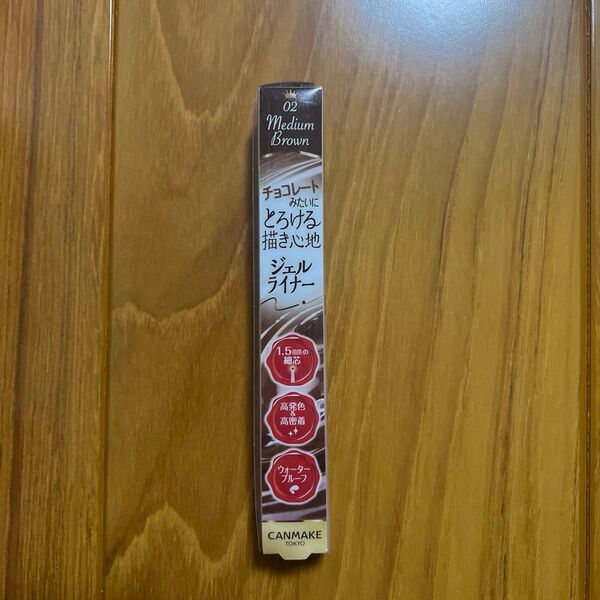 02
Medium
Brown
チョコレート
みたいに
とろける
描き心地
ジェル
ライナー
1.5mmの
細芯
高発色
&
高密着
ウォーター
プルーフ
CANMAKE
TOKYO